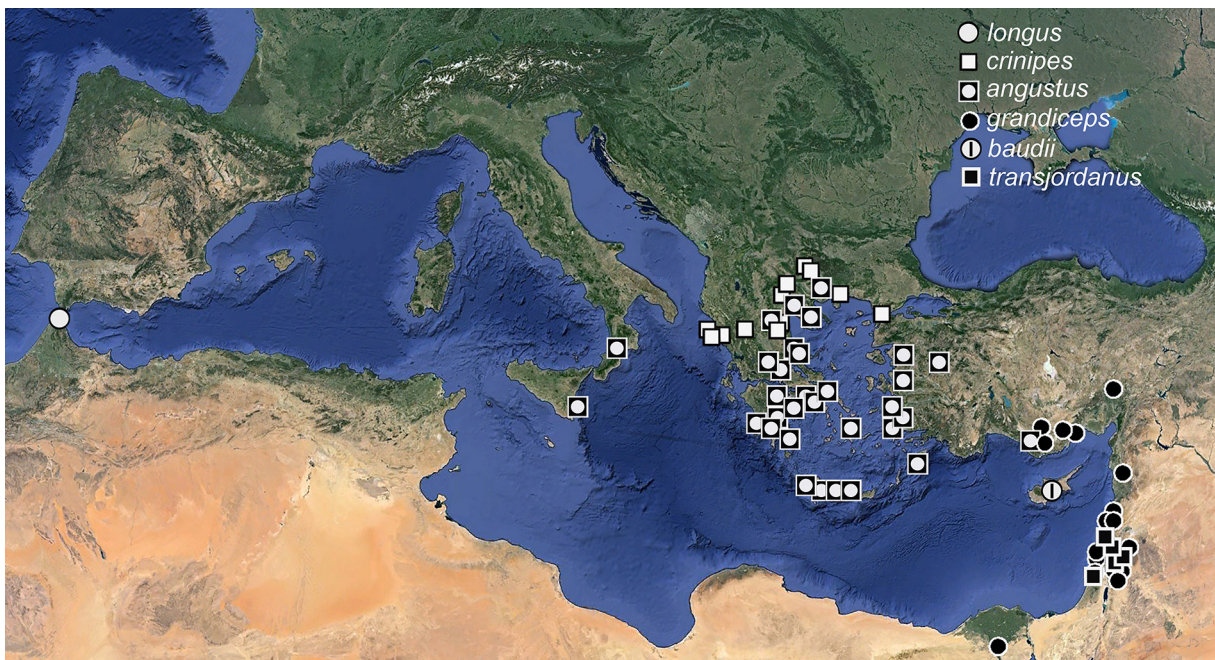 longus
crinipes
angustus
grandiceps
baudii
transjordanus